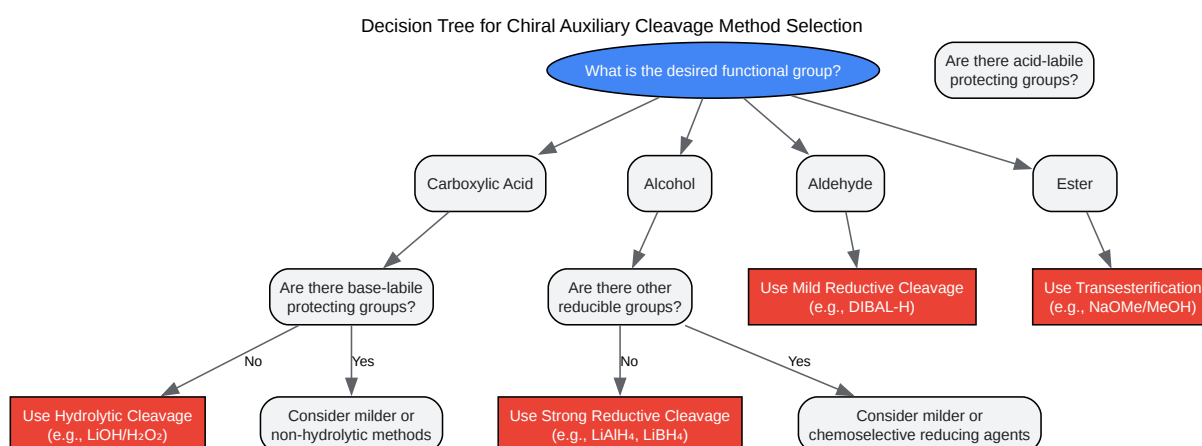 Decision Tree for Chiral Auxiliary Cleavage Method Selection
What is the desired functional group?
Are there acid-labile
protecting groups?
Carboxylic Acid
Alcohol
Aldehyde
Ester
Are there base-labile
protecting groups?
Are there other
reducible groups?
Use Mild Reductive Cleavage
(e.g., DIBAL-H)
Use Transesterification
(e.g., NaOMe/MeOH)
No
Yes
No
Yes
Use Hydrolytic Cleavage
(e.g., LiOH/H₂O₂)
Consider milder or
non-hydrolytic methods
Use Strong Reductive Cleavage
(e.g., LiAlH₄, LiBH₄)
Consider milder or
chemoselective reducing agents